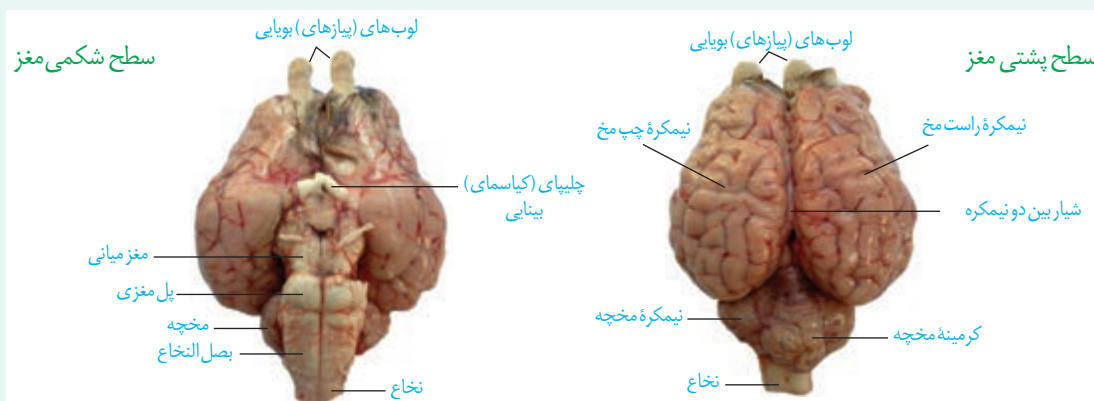 سطح پشتی مغز
لوب‌های (پیازهای) بویایی
نیمکرهٔ راست مخ
نیمکرهٔ چپ مخ
شیار بین دو نیمکره
نیمکرهٔ مخچه
کرمینهٔ مخچه
نخاع
سطح شکمی مغز
لوب‌های (پیازهای) بویایی
چلیپای (کیاسمای)
بینایی
مغز میانی
پل مغزی
مخچه
بصل النخاع
نخاع